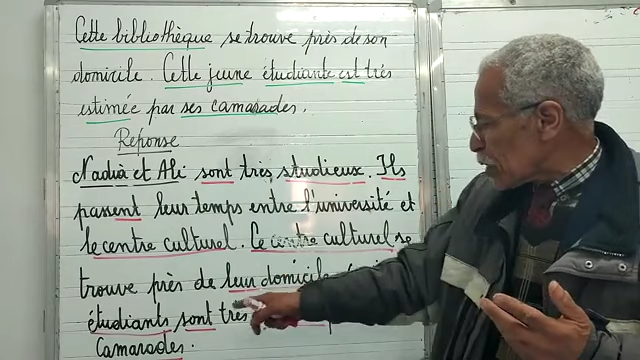 Cette bibliothèque se trouve près de son
domicile. Cette jeune étudiante est très
estimée par ses camarades.
Réponse
Nadia et Ali sont très studieux. Ils
passent leur temps entre l'université et
le centre culturel. Ce centre culturel se
trouve près de leur domicile
étudiants sont très
Camarades.